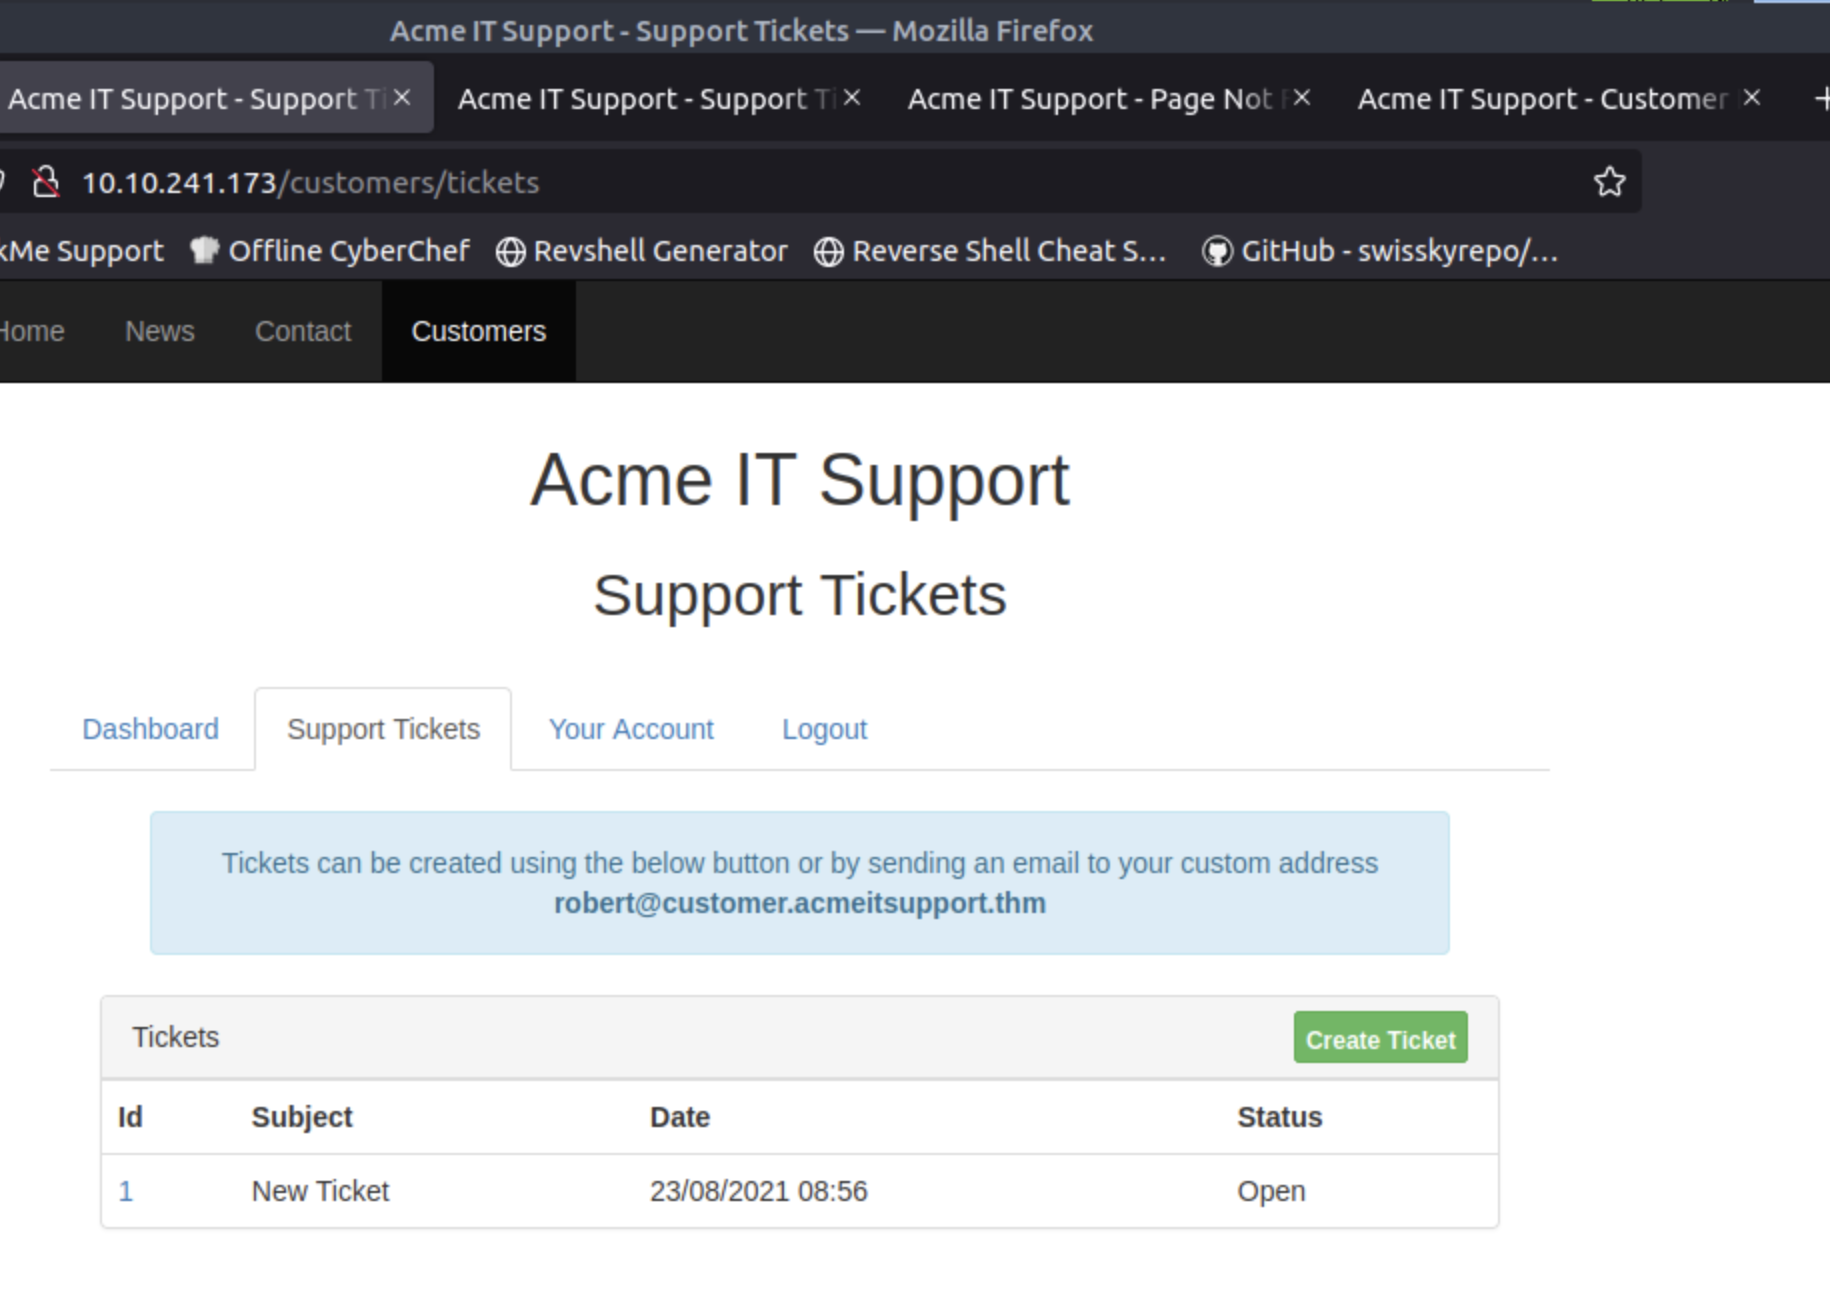 Acme IT Support - Support Tickets — Mozilla Firefox
Acme IT Support - Support Ti
Acme IT Support - Support Ti
Acme IT Support - Page Not F
Acme IT Support - Customer
10.10.241.173/customers/tickets
kMe Support
Offline CyberChef
Revshell Generator
Reverse Shell Cheat S...
GitHub - swisskyrepo/...
Home
News
Contact
Customers
Acme IT Support
Support Tickets
Dashboard
Support Tickets
Your Account
Logout
Tickets can be created using the below button or by sending an email to your custom address
robert@customer.acmeitsupport.thm
Tickets
Create Ticket
Id Subject Date Status
1 New Ticket 23/08/2021 08:56 Open